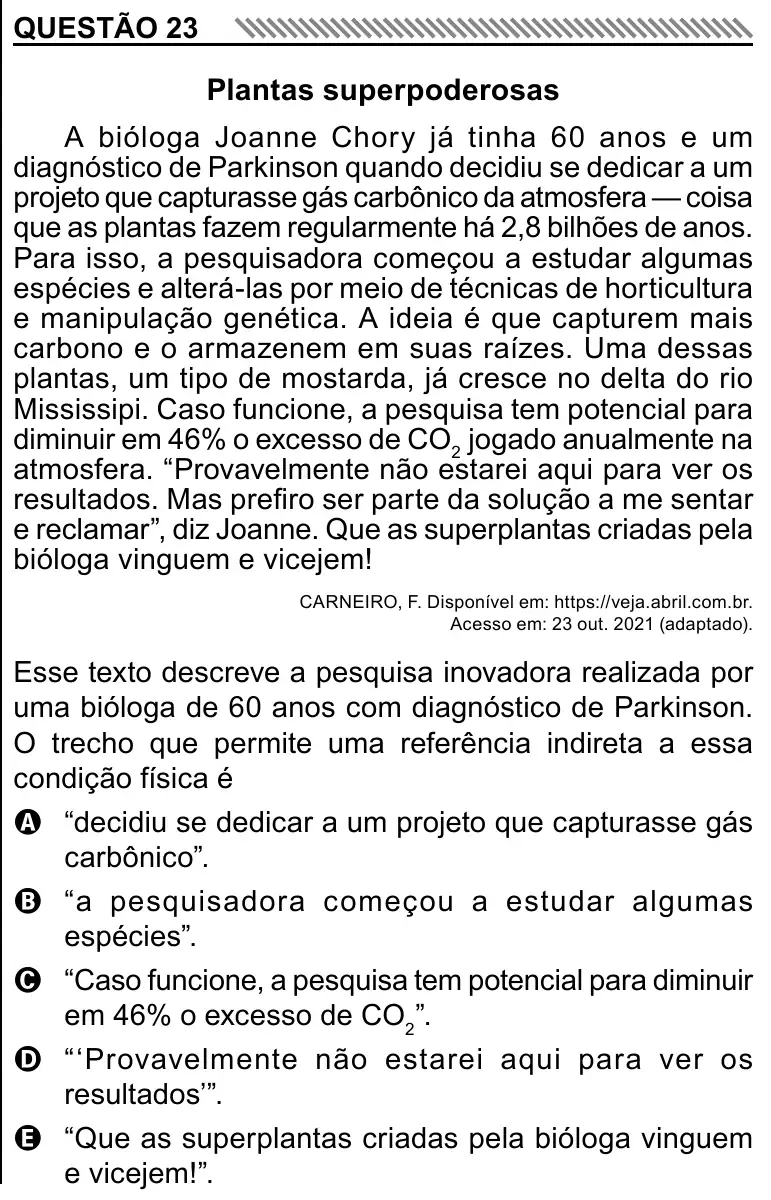 QUESTÃO 23
Plantas superpoderosas
A bióloga Joanne Chory já tinha 60 anos e um
diagnóstico de Parkinson quando decidiu se dedicar a um
projeto que capturasse gás carbônico da atmosfera — coisa
que as plantas fazem regularmente há 2,8 bilhões de anos.
Para isso, a pesquisadora começou a estudar algumas
espécies e alterá-las por meio de técnicas de horticultura
e manipulação genética. A ideia é que capturem mais
carbono e o armazenem em suas raízes. Uma dessas
plantas, um tipo de mostarda, já cresce no delta do rio
Mississipi. Caso funcione, a pesquisa tem potencial para
diminuir em 46% o excesso de CO₂ jogado anualmente na
atmosfera. “Provavelmente não estarei aqui para ver os
resultados. Mas prefiro ser parte da solução a me sentar
e reclamar”, diz Joanne. Que as superplantas criadas pela
bióloga vinguem e vicejem!
CARNEIRO, F. Disponível em: https://veja.abril.com.br.
Acesso em: 23 out. 2021 (adaptado).
Esse texto descreve a pesquisa inovadora realizada por
uma bióloga de 60 anos com diagnóstico de Parkinson.
O trecho que permite uma referência indireta a essa
condição física é
A “decidiu se dedicar a um projeto que capturasse gás
carbônico”.
B “a pesquisadora começou a estudar algumas
espécies”.
C “Caso funcione, a pesquisa tem potencial para diminuir
em 46% o excesso de CO₂”.
D “‘Provavelmente não estarei aqui para ver os
resultados’”.
E “Que as superplantas criadas pela bióloga vinguem
e vicejem!”.